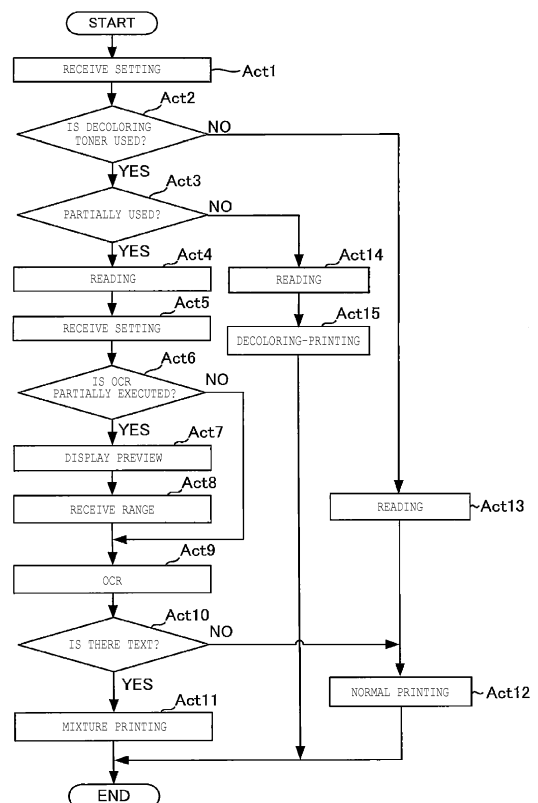 START
RECEIVE SETTING
Act1
Act2
IS DECOLORING
TONER USED?
NO
YES
Act3
PARTIALLY USED?
NO
YES
Act4
READING
Act14
READING
Act5
RECEIVE SETTING
Act15
DECOLORING-PRINTING
Act6
IS OCR
PARTIALLY EXECUTED?
NO
YES
Act7
DISPLAY PREVIEW
Act8
RECEIVE RANGE
READING
Act13
Act9
OCR
Act10
IS THERE TEXT?
NO
YES
NORMAL PRINTING
Act12
Act11
MIXTURE PRINTING
END